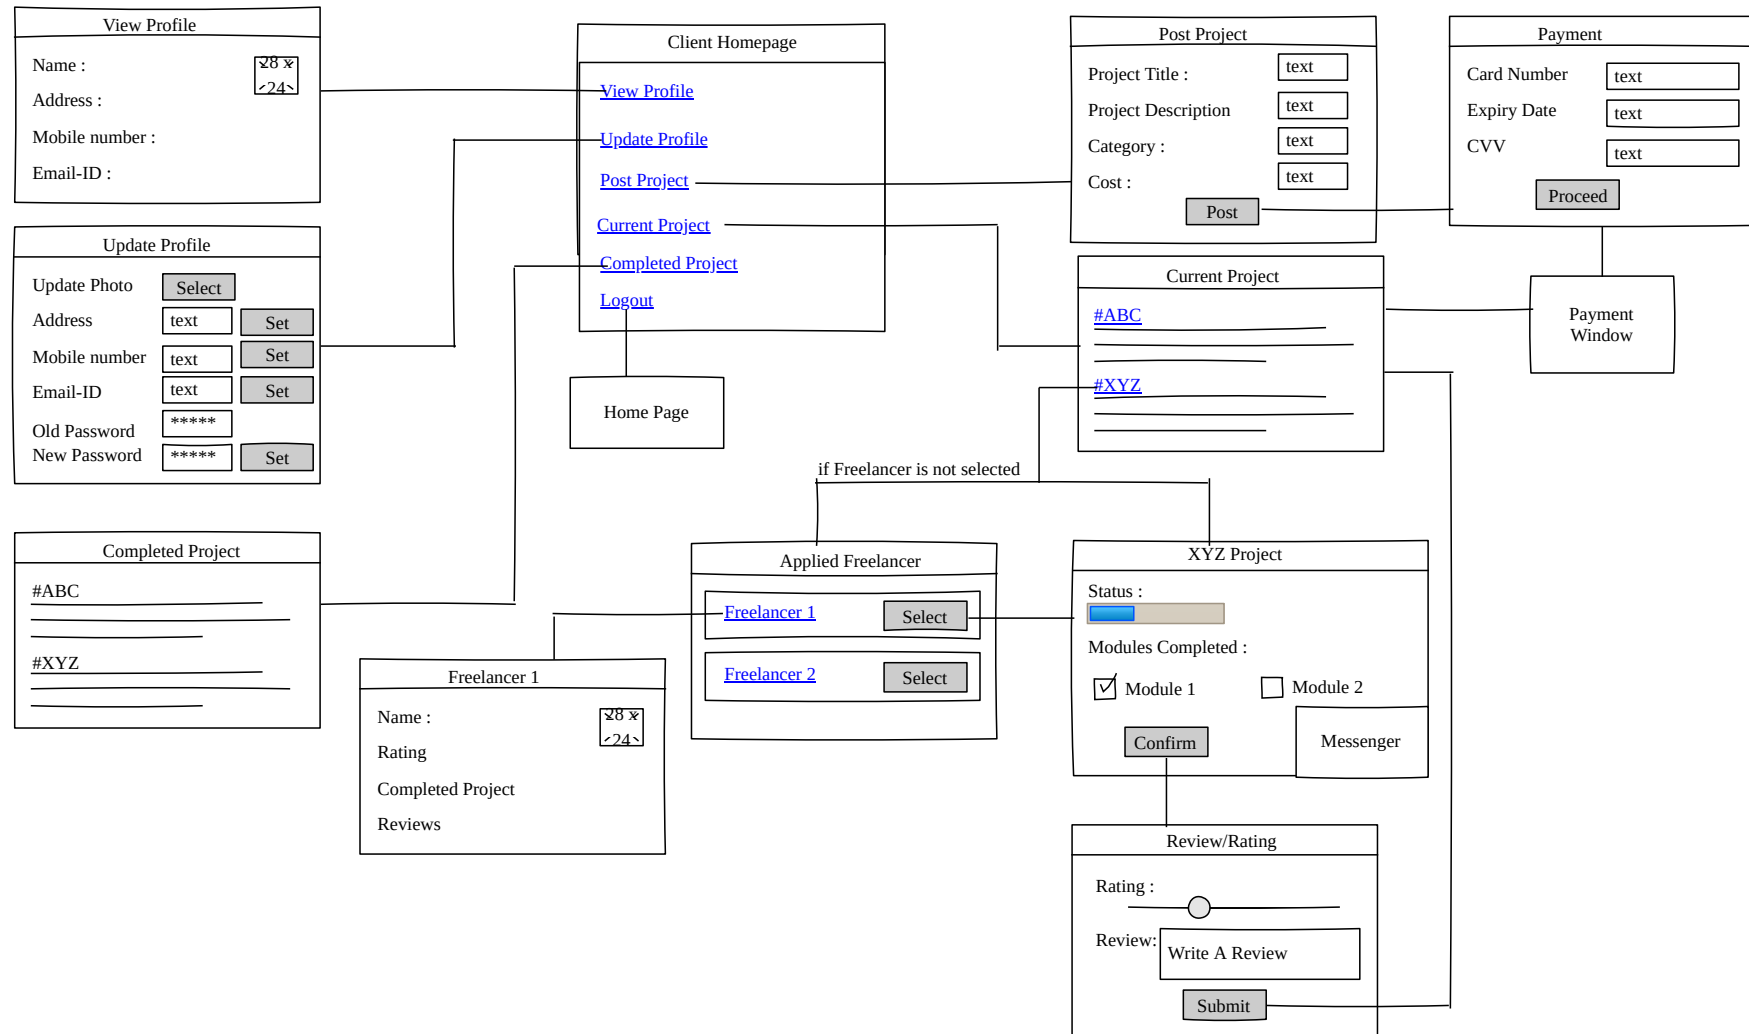 View Profile
Name :
28 x
24
Address :
Mobile number :
Email-ID :
Client Homepage
View Profile
Update Profile
Post Project
Current Project
Completed Project
Logout
Post Project
Project Title :
text
Project Description
text
Category :
text
Cost :
text
Post
Payment
Card Number
text
Expiry Date
text
CVV
text
Proceed
Update Profile
Update Photo
Select
Address
text
Set
Mobile number
text
Set
Email-ID
text
Set
Old Password
*****
New Password
*****
Set
Home Page
Current Project
#ABC
#XYZ
Payment
Window
if Freelancer is not selected
Completed Project
#ABC
#XYZ
Freelancer 1
Name :
28 x
24
Rating
Completed Project
Reviews
Applied Freelancer
Freelancer 1
Select
Freelancer 2
Select
XYZ Project
Status :
Modules Completed :
Module 1
Module 2
Confirm
Messenger
Review/Rating
Rating :
Review:
Write A Review
Submit